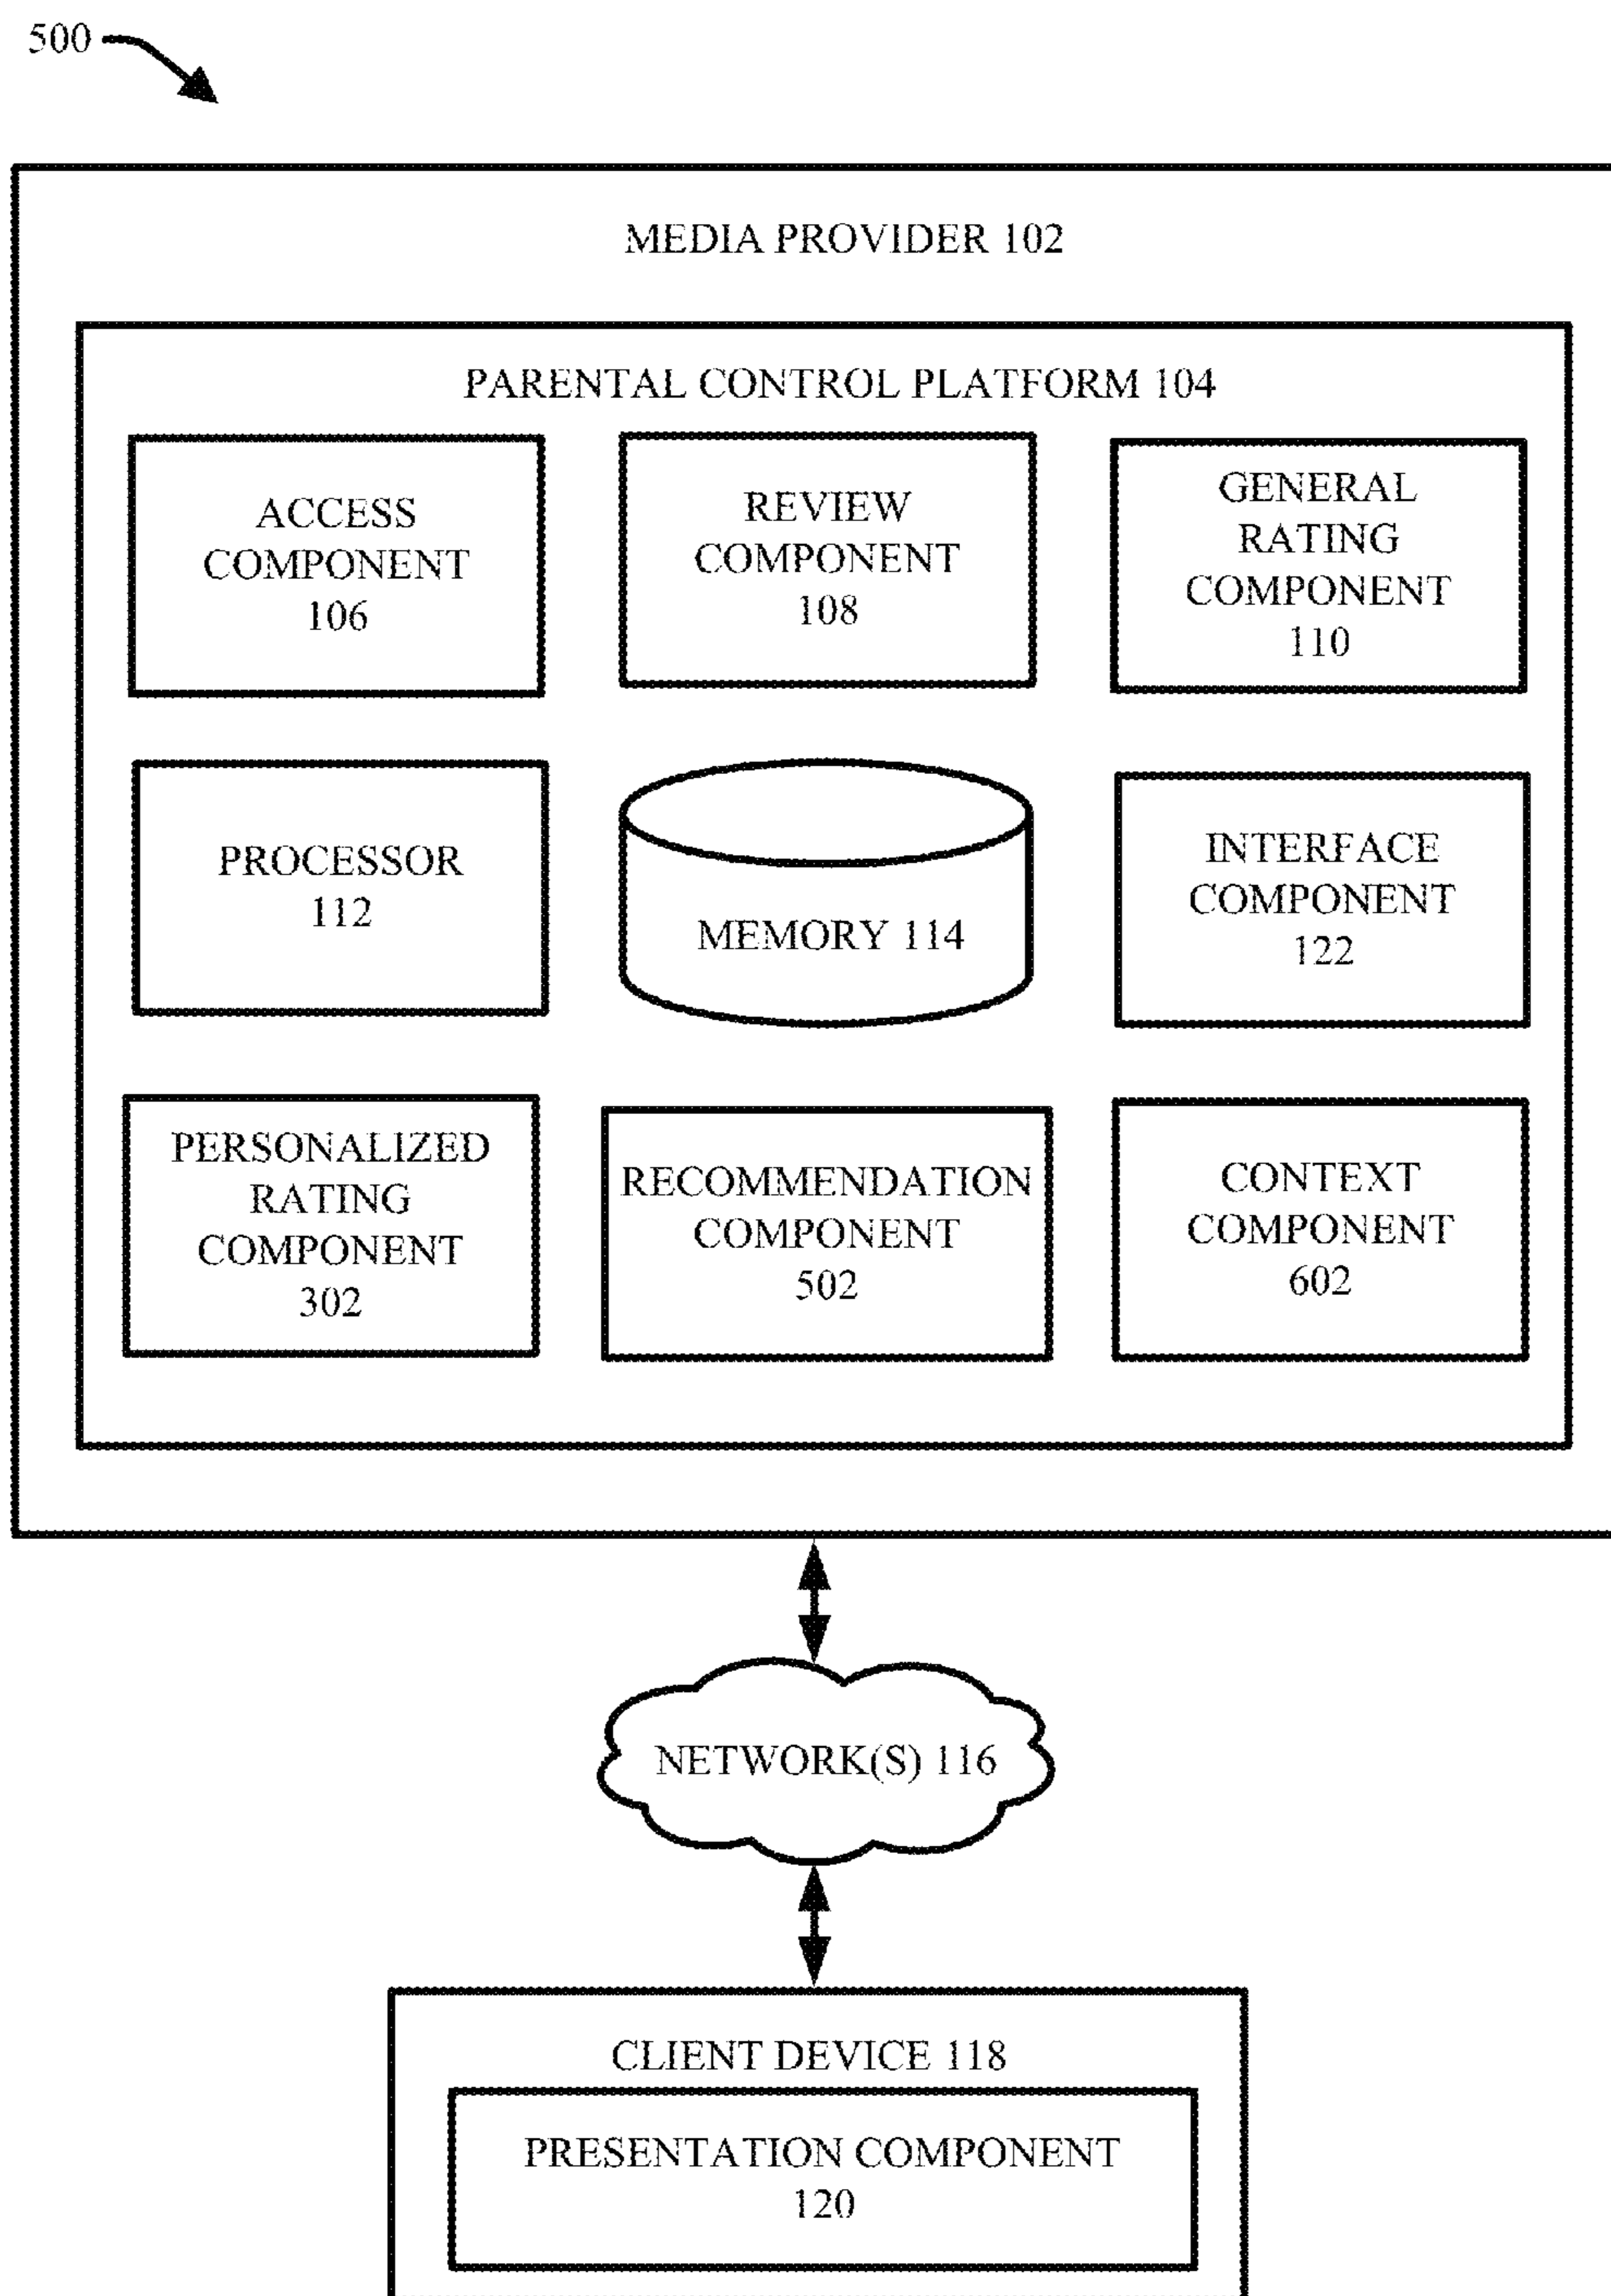 500
MEDIA PROVIDER 102
PARENTAL CONTROL PLATFORM 104
ACCESS
COMPONENT
106
REVIEW
COMPONENT
108
GENERAL
RATING
COMPONENT
110
PROCESSOR
112
MEMORY 114
INTERFACE
COMPONENT
122
PERSONALIZED
RATING
COMPONENT
302
RECOMMENDATION
COMPONENT
502
CONTEXT
COMPONENT
602
NETWORK(S) 116
CLIENT DEVICE 118
PRESENTATION COMPONENT
120